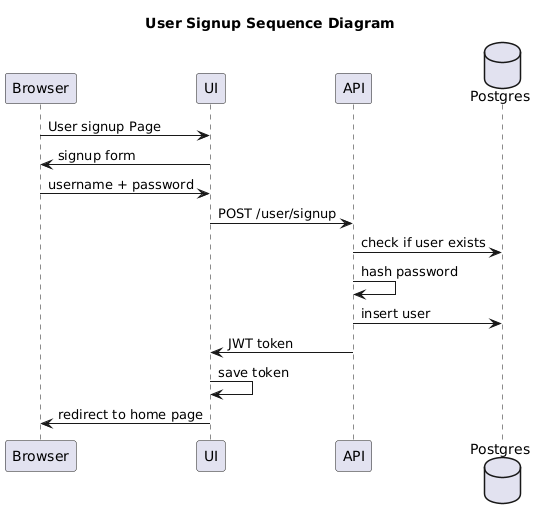 User Signup Sequence Diagram
Browser
UI
API
Postgres
User signup Page
signup form
username + password
POST /user/signup
check if user exists
hash password
insert user
JWT token
save token
redirect to home page
Browser
UI
API
Postgres